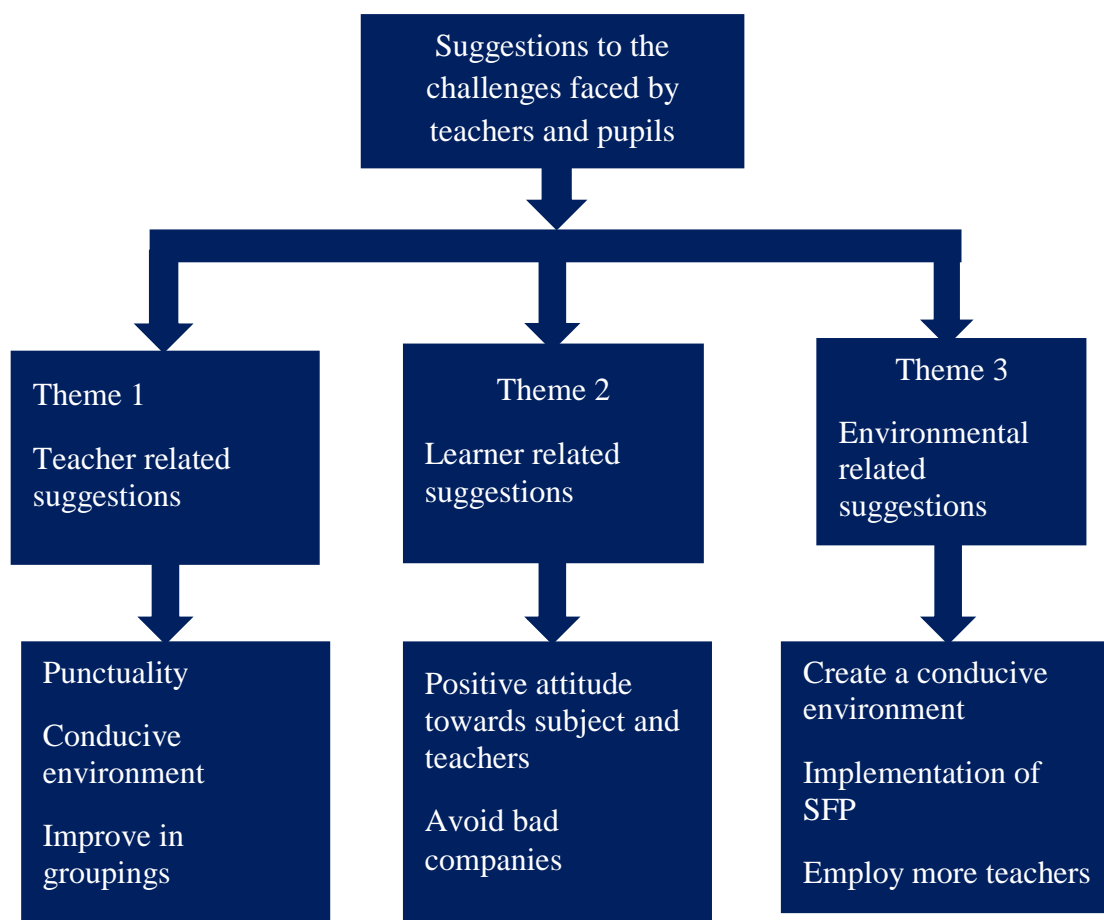 Suggestions to the
challenges faced by
teachers and pupils
Theme 1
Teacher related
suggestions
Theme 2
Learner related
suggestions
Theme 3
Environmental
related
suggestions
Punctuality
Conducive
environment
Improve in
groupings
Positive attitude
towards subject and
teachers
Avoid bad
companies
Create a conducive
environment
Implementation of
SFP
Employ more teachers